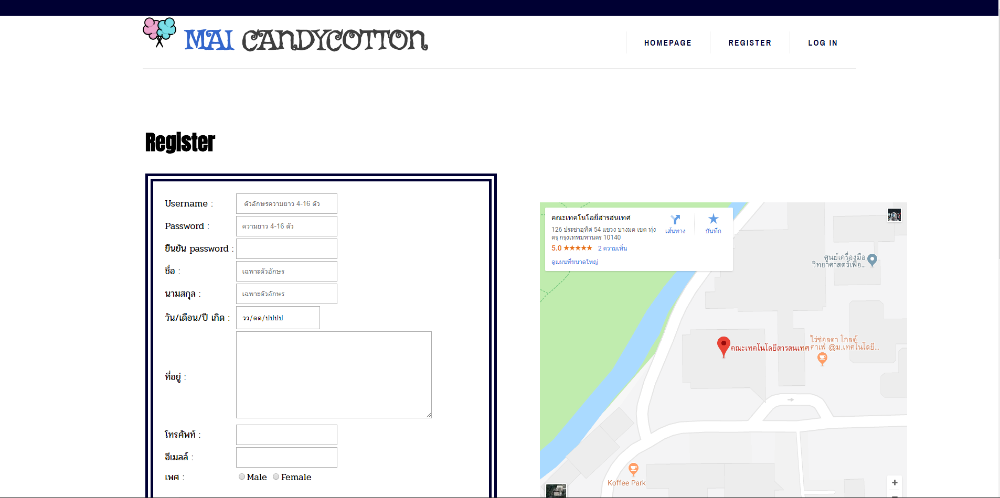 MAI CANDYCOTTON
HOMEPAGE
REGISTER
LOG IN
Register
Username :
ตัวอักษรความยาว 4-16 ตัว
Password :
ความยาว 4-16 ตัว
ยืนยัน password :
ชื่อ :
เฉพาะตัวอักษร
นามสกุล :
เฉพาะตัวอักษร
วัน/เดือน/ปี เกิด :
วว/ดด/ปปปป
ที่อยู่ :
โทรศัพท์ :
อีเมลล์ :
เพศ :
Male
Female
คณะเทคโนโลยีสารสนเทศ
126 ประชาอุทิศ 54 แขวง บางมด เขต ทุ่ง
ครุ กรุงเทพมหานคร 10140
5.0 ★★★★★ 2 ความเห็น
ดูแผนที่ขนาดใหญ่
เส้นทาง
บันทึก
ศูนย์เครื่องมือ
วิทยาศาสตร์เพื่อ...
คณะเทคโนโลยีสารสนเทศ
ไร่ช่อลดา โกลด์
คาเฟ่ @ม.เทคโนโลยี...
Koffee Park